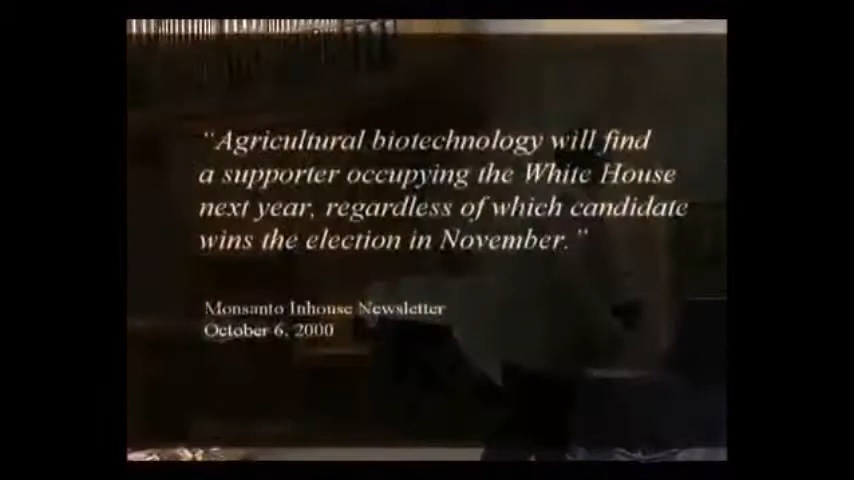 “Agricultural biotechnology will find
a supporter occupying the White House
next year, regardless of which candidate
wins the election in November.”
Monsanto Inhouse Newsletter
October 6, 2000